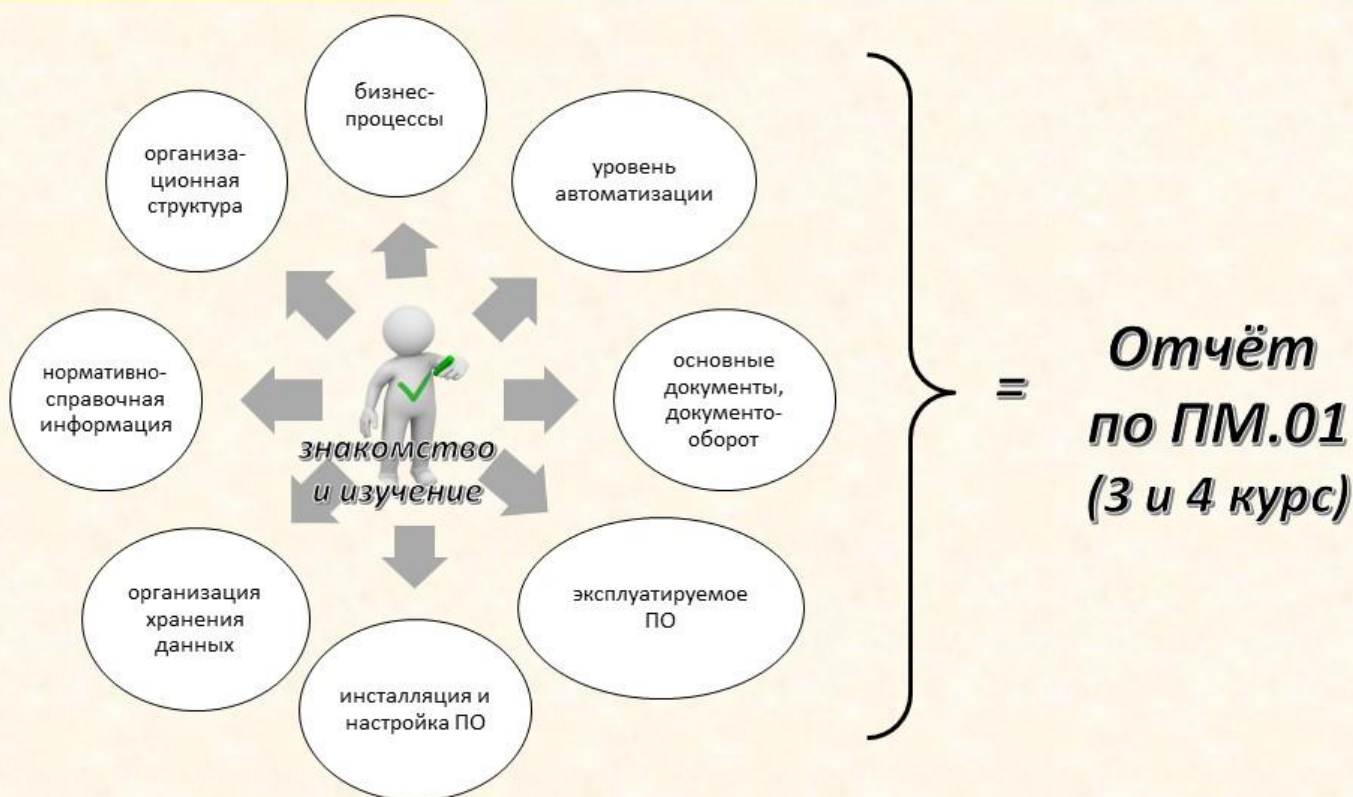 бизнес-
процессы
уровень
автоматизации
основные
документы,
документо-
оборот
эксплуатируемое
ПО
инсталляция и
настройка ПО
организация
хранения
данных
нормативно-
справочная
информация
организа-
ционная
структура
знакомство
и изучение
=
Отчёт
по ПМ.01
(3 и 4 курс)